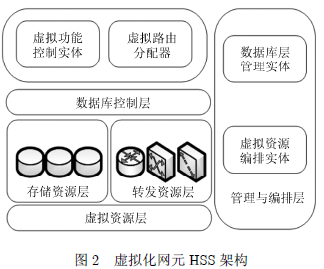 虚拟功能
控制实体
虚拟路由
分配器
数据库控制层
存储资源层
转发资源层
虚拟资源层
数据库层
管理实体
虚拟资源
编排实体
管理与编排层
图 2 虚拟化网元 HSS 架构